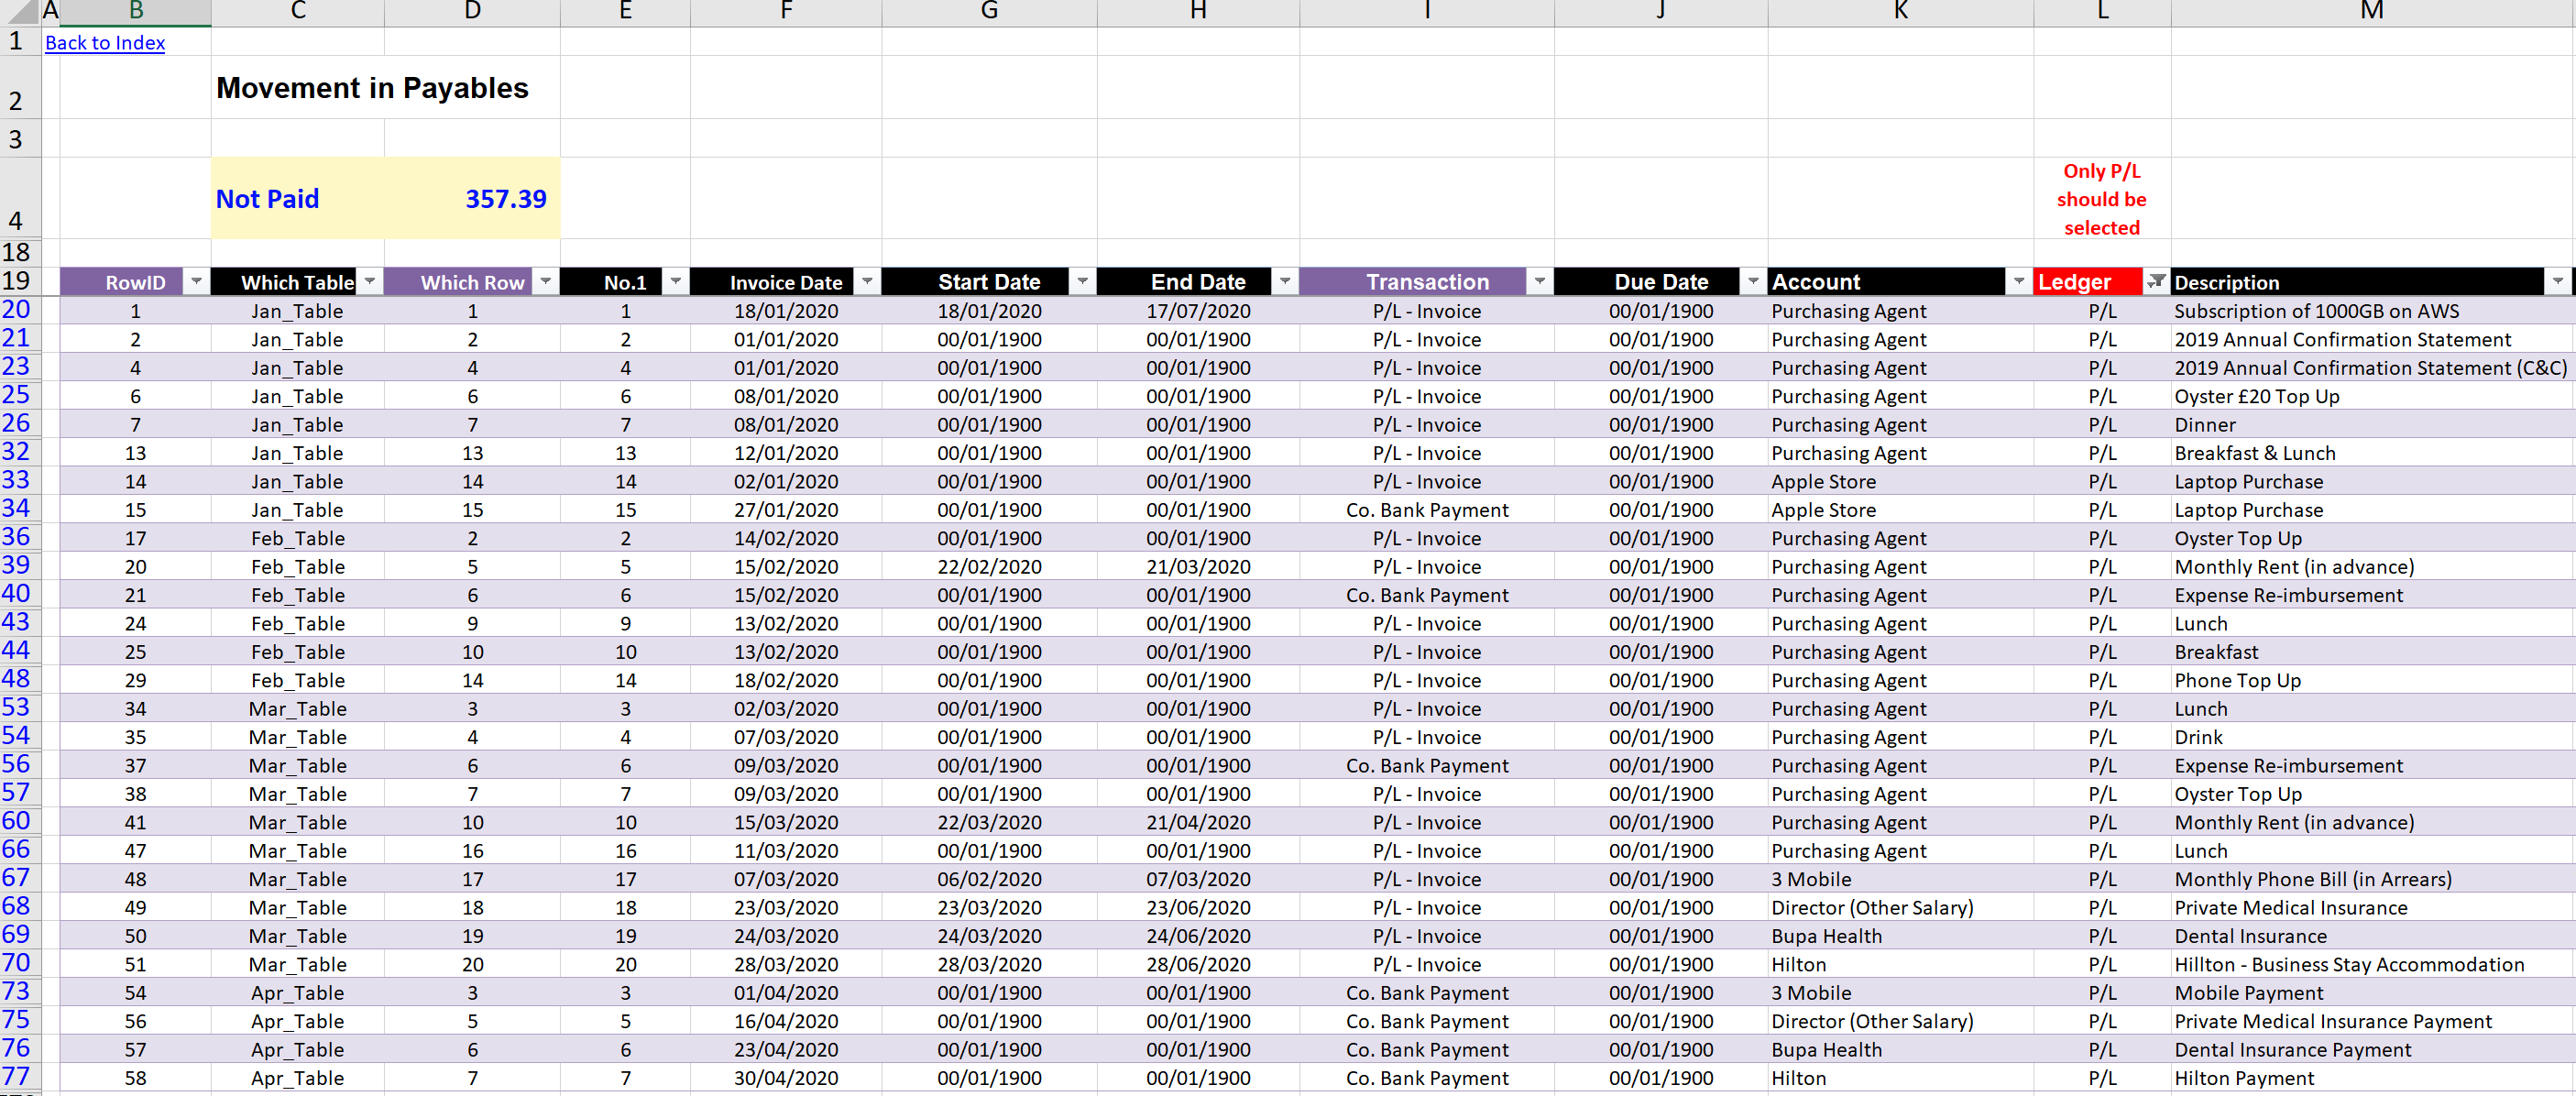 A B C D E F G H I J K L M
1 Back to Index
2 Movement in Payables
3
4 Not Paid 357.39 Only P/L should be selected
18
19 RowID Which Table Which Row No.1 Invoice Date Start Date End Date Transaction Due Date Account Ledger Description
20 1 Jan_Table 1 1 18/01/2020 18/01/2020 17/07/2020 P/L - Invoice 00/01/1900 Purchasing Agent P/L Subscription of 1000GB on AWS
21 2 Jan_Table 2 2 01/01/2020 00/01/1900 00/01/1900 P/L - Invoice 00/01/1900 Purchasing Agent P/L 2019 Annual Confirmation Statement
23 4 Jan_Table 4 4 01/01/2020 00/01/1900 00/01/1900 P/L - Invoice 00/01/1900 Purchasing Agent P/L 2019 Annual Confirmation Statement (C&C)
25 6 Jan_Table 6 6 08/01/2020 00/01/1900 00/01/1900 P/L - Invoice 00/01/1900 Purchasing Agent P/L Oyster £20 Top Up
26 7 Jan_Table 7 7 08/01/2020 00/01/1900 00/01/1900 P/L - Invoice 00/01/1900 Purchasing Agent P/L Dinner
32 13 Jan_Table 13 13 12/01/2020 00/01/1900 00/01/1900 P/L - Invoice 00/01/1900 Purchasing Agent P/L Breakfast & Lunch
33 14 Jan_Table 14 14 02/01/2020 00/01/1900 00/01/1900 P/L - Invoice 00/01/1900 Apple Store P/L Laptop Purchase
34 15 Jan_Table 15 15 27/01/2020 00/01/1900 00/01/1900 Co. Bank Payment 00/01/1900 Apple Store P/L Laptop Purchase
36 17 Feb_Table 2 2 14/02/2020 00/01/1900 00/01/1900 P/L - Invoice 00/01/1900 Purchasing Agent P/L Oyster Top Up
39 20 Feb_Table 5 5 15/02/2020 22/02/2020 21/03/2020 P/L - Invoice 00/01/1900 Purchasing Agent P/L Monthly Rent (in advance)
40 21 Feb_Table 6 6 15/02/2020 00/01/1900 00/01/1900 Co. Bank Payment 00/01/1900 Purchasing Agent P/L Expense Re-imbursement
43 24 Feb_Table 9 9 13/02/2020 00/01/1900 00/01/1900 P/L - Invoice 00/01/1900 Purchasing Agent P/L Lunch
44 25 Feb_Table 10 10 13/02/2020 00/01/1900 00/01/1900 P/L - Invoice 00/01/1900 Purchasing Agent P/L Breakfast
48 29 Feb_Table 14 14 18/02/2020 00/01/1900 00/01/1900 P/L - Invoice 00/01/1900 Purchasing Agent P/L Phone Top Up
53 34 Mar_Table 3 3 02/03/2020 00/01/1900 00/01/1900 P/L - Invoice 00/01/1900 Purchasing Agent P/L Lunch
54 35 Mar_Table 4 4 07/03/2020 00/01/1900 00/01/1900 P/L - Invoice 00/01/1900 Purchasing Agent P/L Drink
56 37 Mar_Table 6 6 09/03/2020 00/01/1900 00/01/1900 Co. Bank Payment 00/01/1900 Purchasing Agent P/L Expense Re-imbursement
57 38 Mar_Table 7 7 09/03/2020 00/01/1900 00/01/1900 P/L - Invoice 00/01/1900 Purchasing Agent P/L Oyster Top Up
60 41 Mar_Table 10 10 15/03/2020 22/03/2020 21/04/2020 P/L - Invoice 00/01/1900 Purchasing Agent P/L Monthly Rent (in advance)
66 47 Mar_Table 16 16 11/03/2020 00/01/1900 00/01/1900 P/L - Invoice 00/01/1900 Purchasing Agent P/L Lunch
67 48 Mar_Table 17 17 07/03/2020 06/02/2020 07/03/2020 P/L - Invoice 00/01/1900 3 Mobile P/L Monthly Phone Bill (in Arrears)
68 49 Mar_Table 18 18 23/03/2020 23/03/2020 23/06/2020 P/L - Invoice 00/01/1900 Director (Other Salary) P/L Private Medical Insurance
69 50 Mar_Table 19 19 24/03/2020 24/03/2020 24/06/2020 P/L - Invoice 00/01/1900 Bupa Health P/L Dental Insurance
70 51 Mar_Table 20 20 28/03/2020 28/03/2020 28/06/2020 P/L - Invoice 00/01/1900 Hilton P/L Hillton - Business Stay Accommodation
73 54 Apr_Table 3 3 01/04/2020 00/01/1900 00/01/1900 Co. Bank Payment 00/01/1900 3 Mobile P/L Mobile Payment
75 56 Apr_Table 5 5 16/04/2020 00/01/1900 00/01/1900 Co. Bank Payment 00/01/1900 Director (Other Salary) P/L Private Medical Insurance Payment
76 57 Apr_Table 6 6 23/04/2020 00/01/1900 00/01/1900 Co. Bank Payment 00/01/1900 Bupa Health P/L Dental Insurance Payment
77 58 Apr_Table 7 7 30/04/2020 00/01/1900 00/01/1900 Co. Bank Payment 00/01/1900 Hilton P/L Hilton Payment